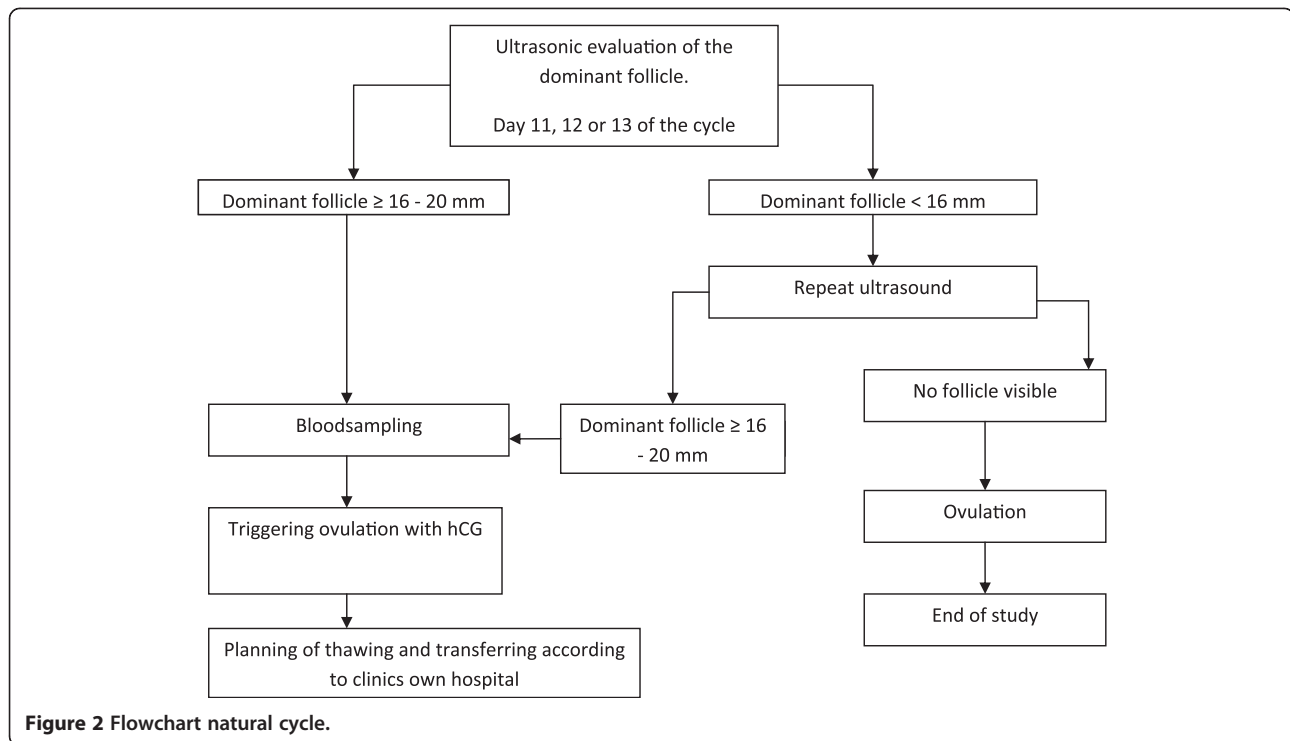 Ultrasonic evaluation of the
dominant follicle.
Day 11, 12 or 13 of the cycle
Dominant follicle ≥ 16 - 20 mm
Dominant follicle < 16 mm
Repeat ultrasound
No follicle visible
Bloodsampling
Dominant follicle ≥ 16
- 20 mm
Triggering ovulation with hCG
Ovulation
Planning of thawing and transferring according
to clinics own hospital
End of study
Figure 2 Flowchart natural cycle.